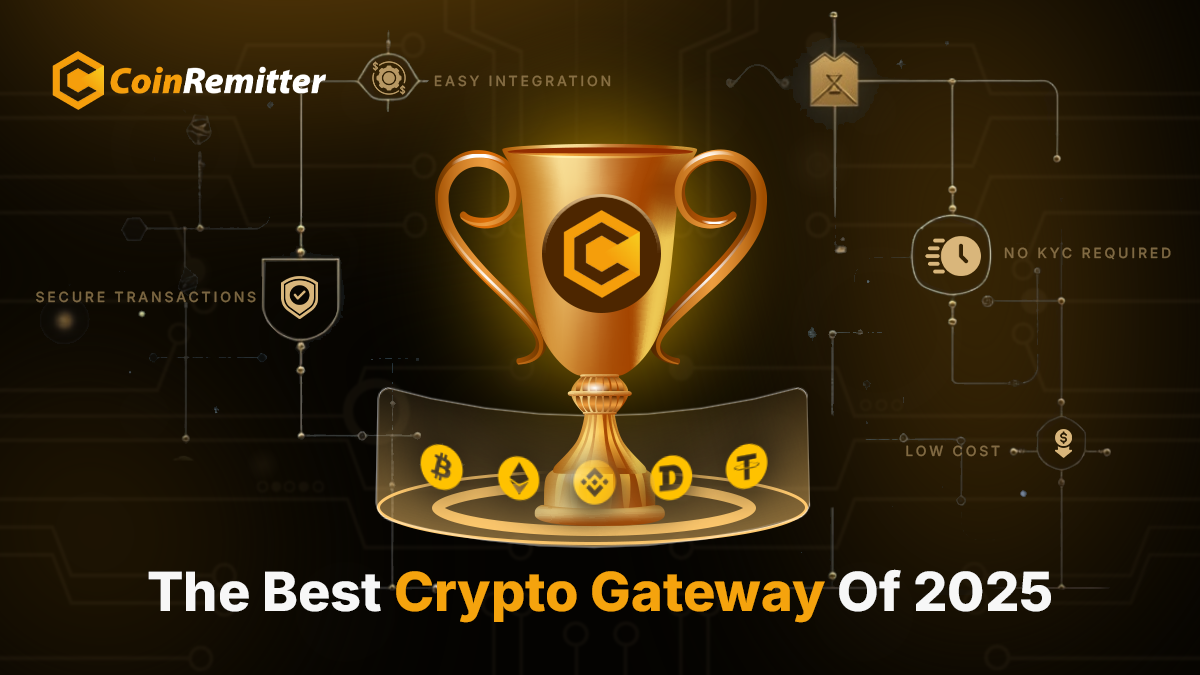 CoinRemitter
EASY INTEGRATION
NO KYC REQUIRED
SECURE TRANSACTIONS
LOW COST
The Best Crypto Gateway Of 2025